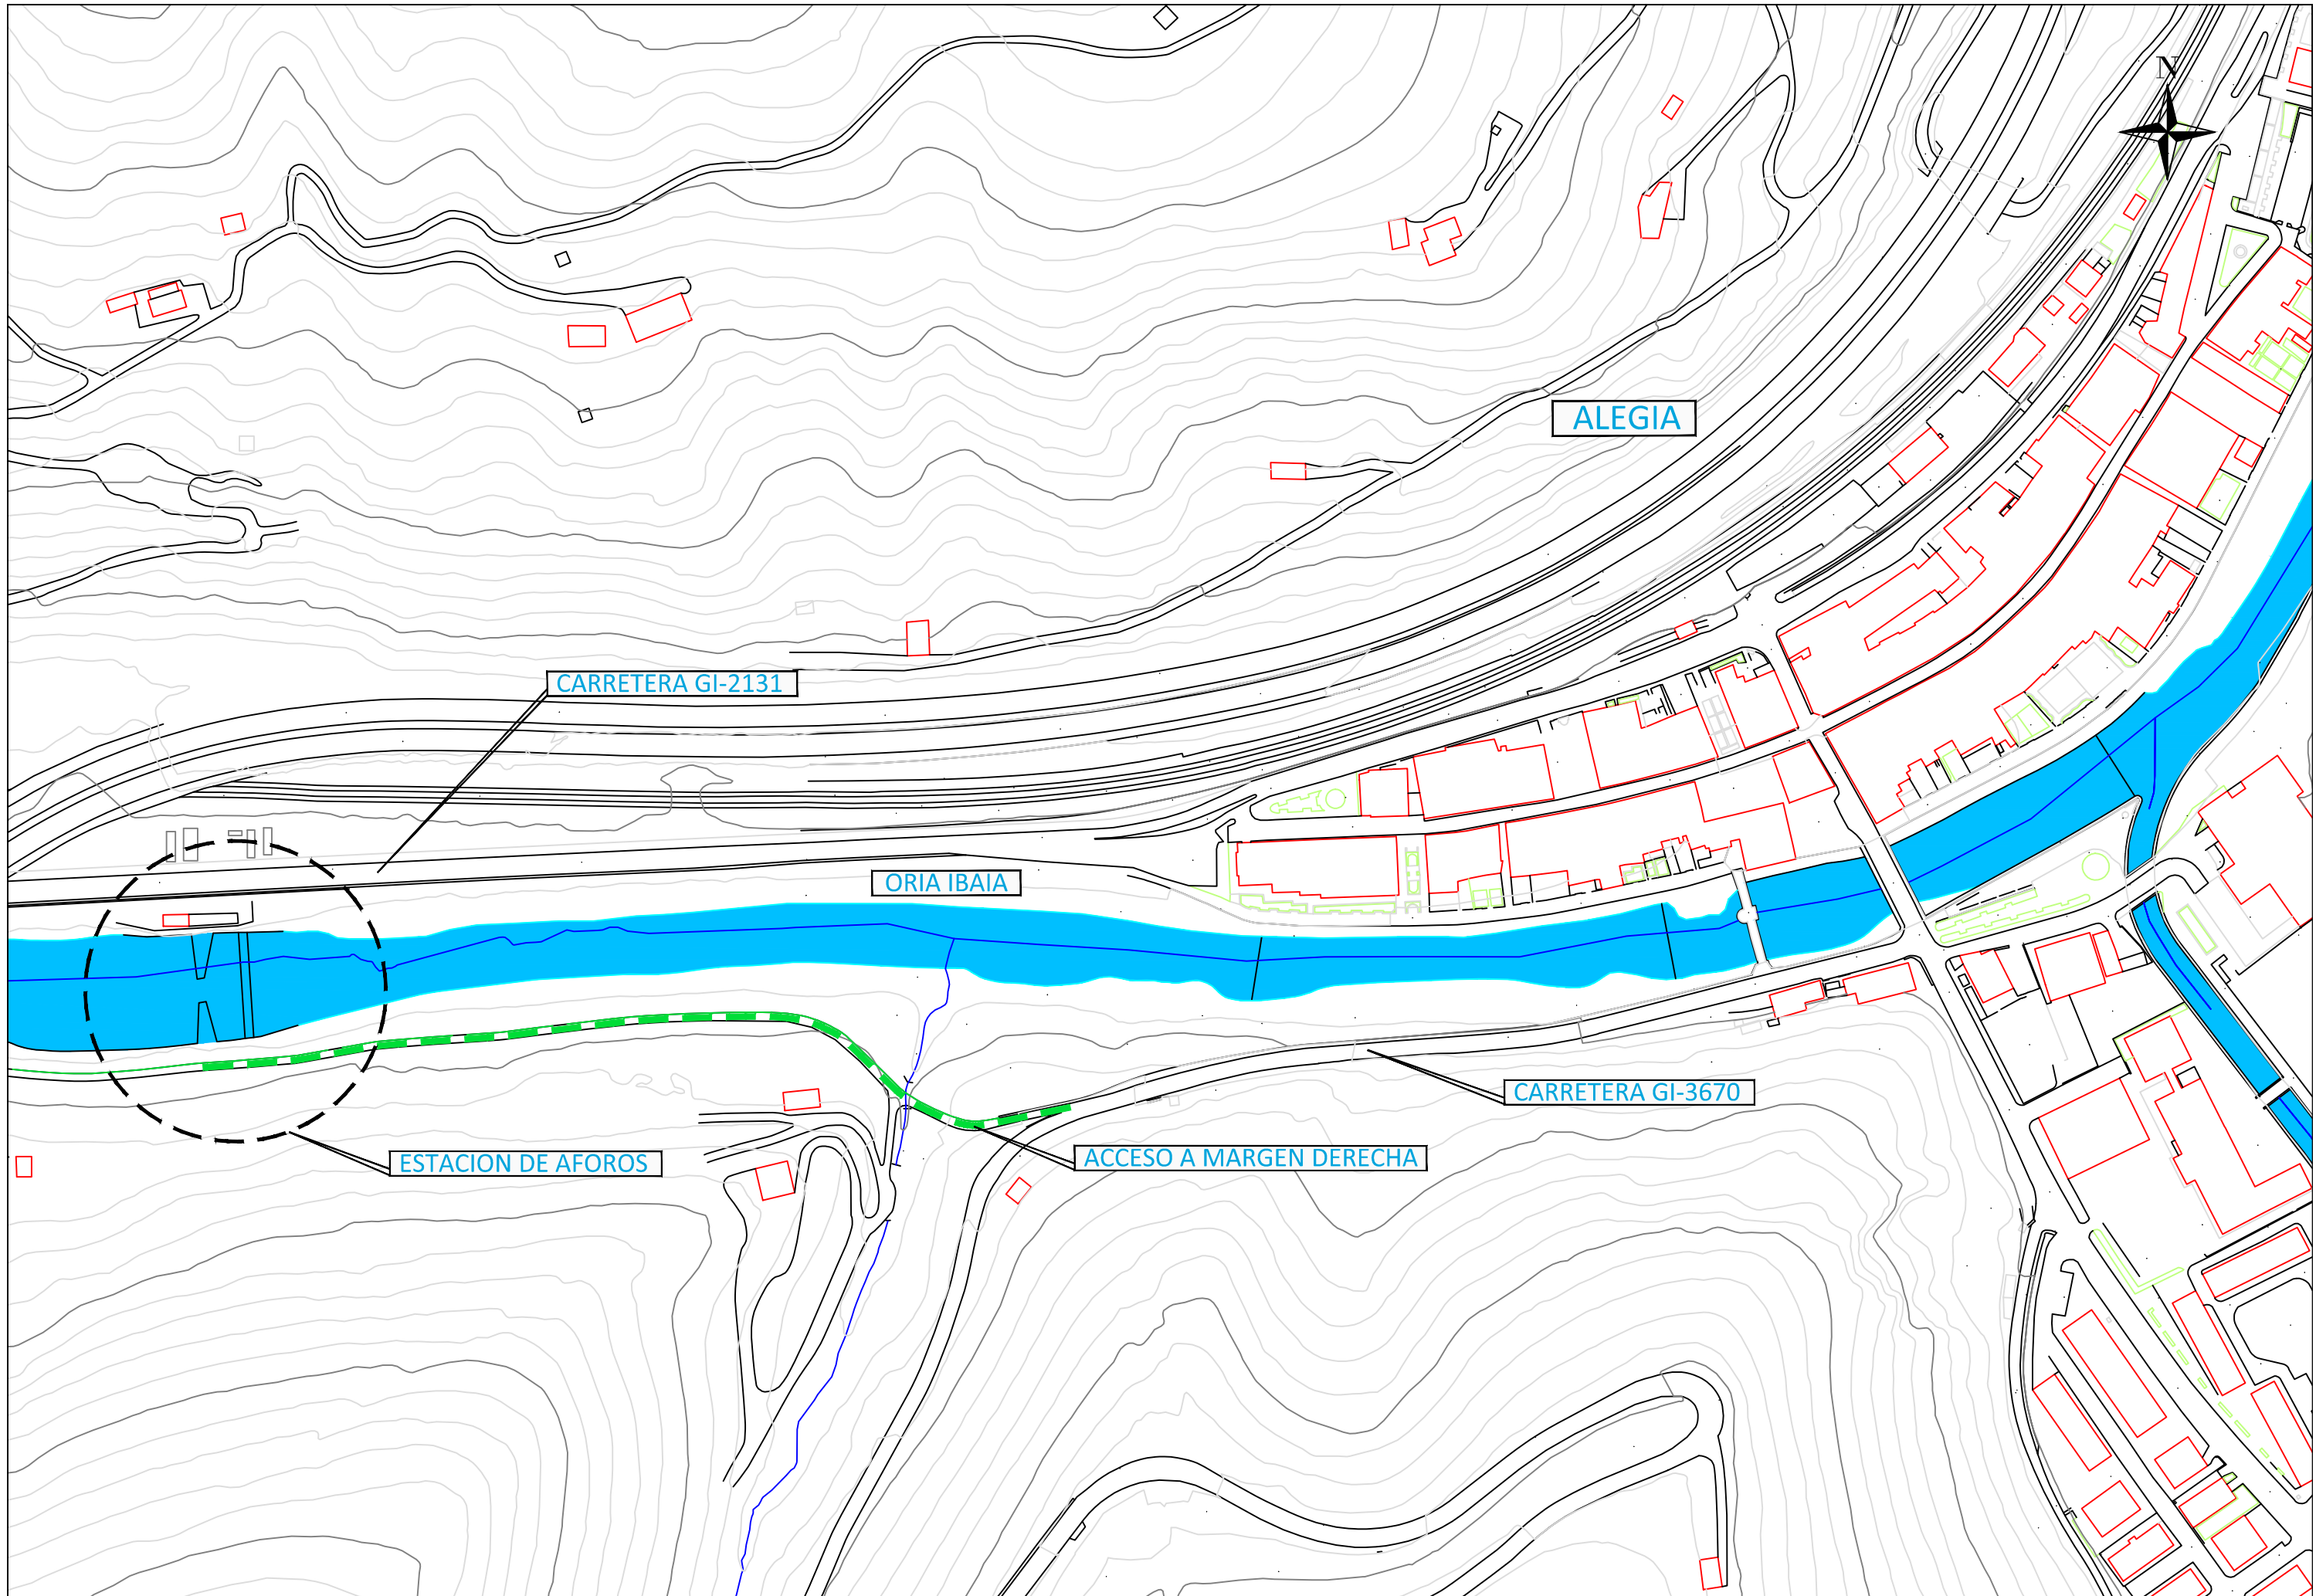 N
ALEGIA
CARRETERA GI-2131
ORIA IBAIA
CARRETERA GI-3670
ESTACION DE AFOROS
ACCESO A MARGEN DERECHA